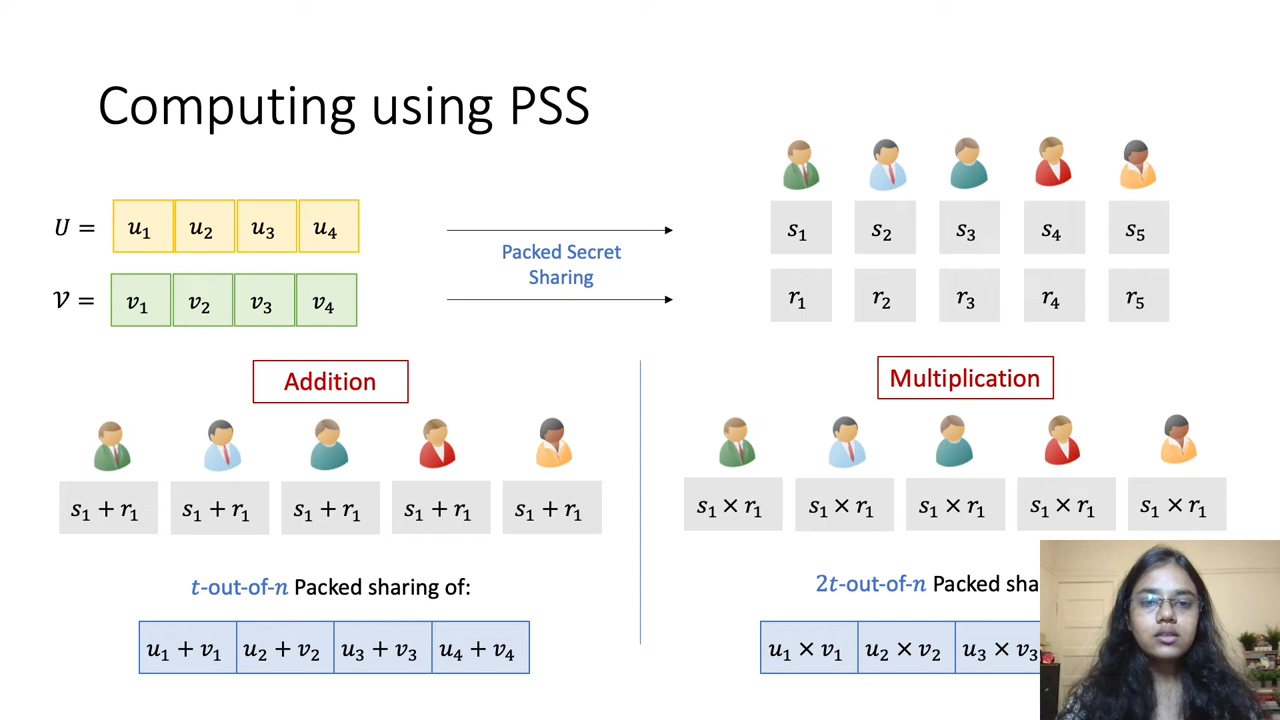 Computing using PSS
U = u₁ u₂ u₃ u₄
𝒱 = v₁ v₂ v₃ v₄
Packed Secret
Sharing
s₁ s₂ s₃ s₄ s₅
r₁ r₂ r₃ r₄ r₅
Addition
s₁ + r₁ s₁ + r₁ s₁ + r₁ s₁ + r₁ s₁ + r₁
t-out-of-n Packed sharing of:
u₁ + v₁ u₂ + v₂ u₃ + v₃ u₄ + v₄
Multiplication
s₁ × r₁ s₁ × r₁ s₁ × r₁ s₁ × r₁ s₁ × r₁
2t-out-of-n Packed sha
u₁ × v₁ u₂ × v₂ u₃ × v₃